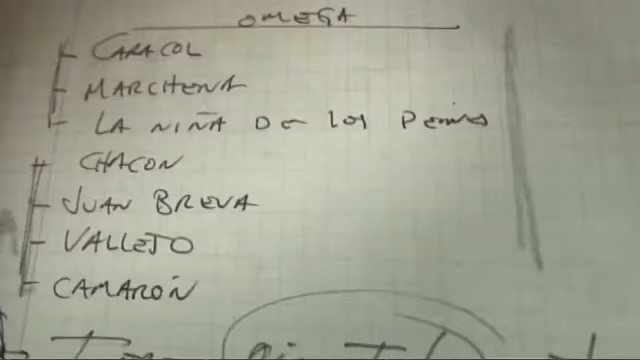 OMEGA
CARACOL
MARCHENA
LA NIÑA DE LOS PEINES
CHACON
JUAN BREVA
VALLEJO
CAMARÓN